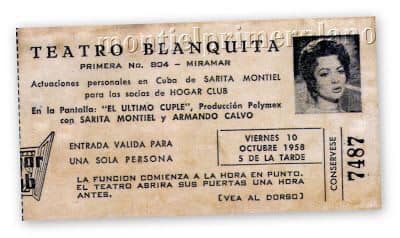 montielprimerplano
TEATRO BLANQUITA
PRIMERA No. 804 — MIRAMAR
Actuaciones personales en Cuba de SARITA MONTIEL
para las socias de HOGAR CLUB
En la Pantalla: "EL ULTIMO CUPLE", Producción Pelymex
con SARITA MONTIEL y ARMANDO CALVO
ENTRADA VALIDA PARA
UNA SOLA PERSONA
VIERNES 10
OCTUBRE 1958
5 DE LA TARDE
CONSERVESE
7487
LA FUNCION COMIENZA A LA HORA EN PUNTO.
EL TEATRO ABRIRA SUS PUERTAS UNA HORA
ANTES.
(VEA AL DORSO)